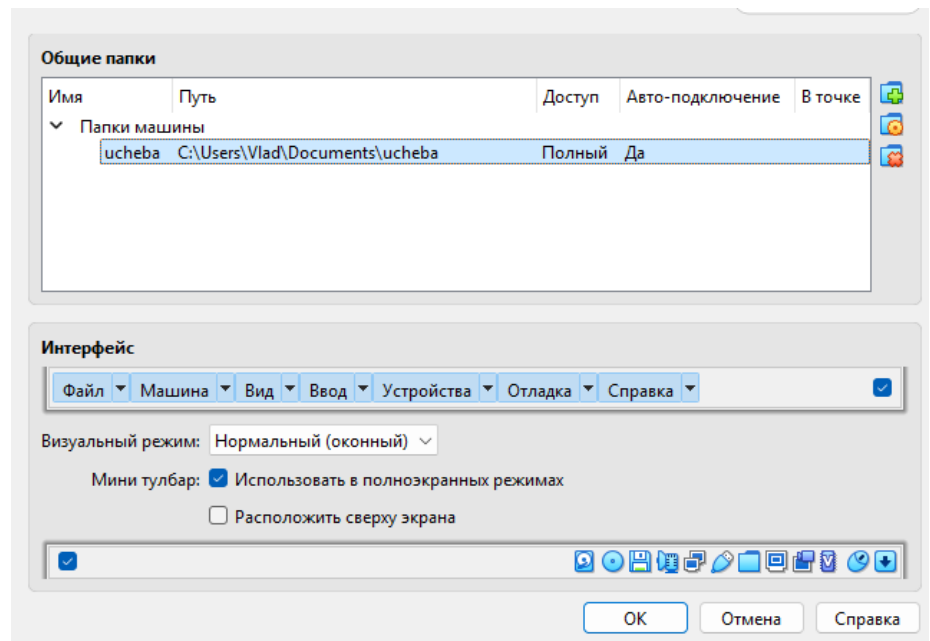 Общие папки
Имя Путь Доступ Авто-подключение В точке
Папки машины
ucheba C:\Users\Vlad\Documents\ucheba Полный Да
Интерфейс
Файл Машина Вид Ввод Устройства Отладка Справка
Визуальный режим: Нормальный (оконный)
Мини тулбар: Использовать в полноэкранных режимах
Расположить сверху экрана
OK Отмена Справка